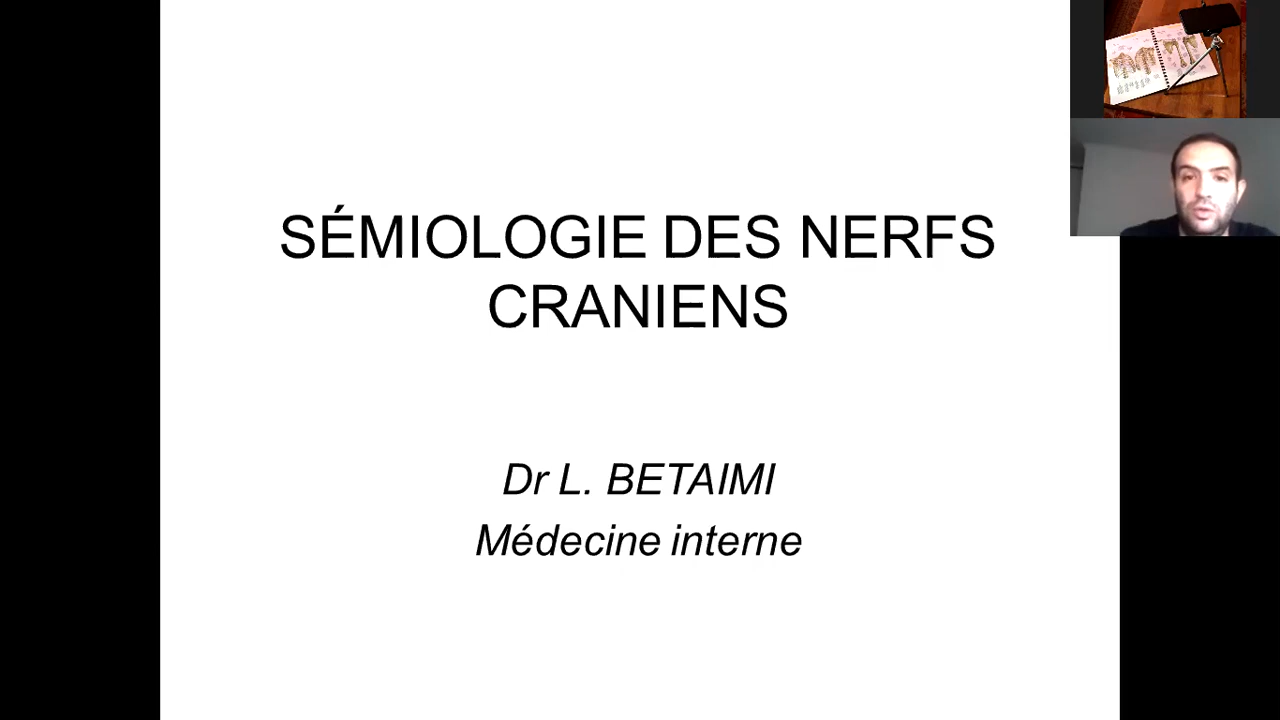 SÉMIOLOGIE DES NERFS
CRANIENS
Dr L. BETAIMI
Médecine interne